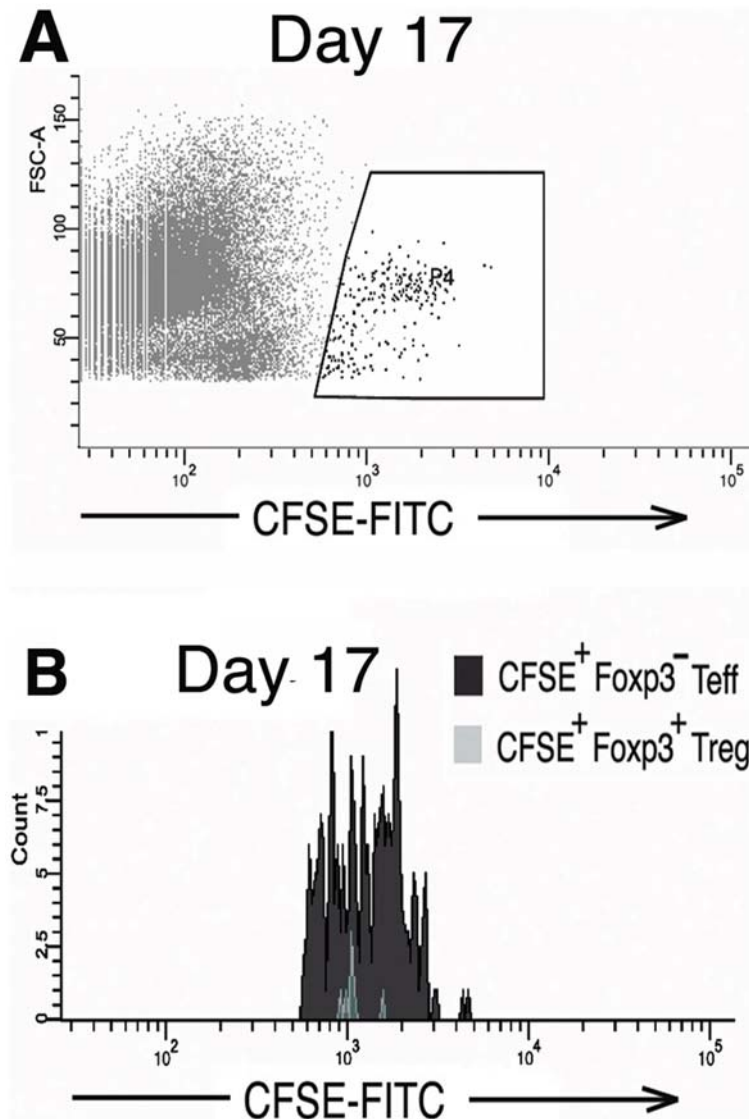 A Day 17
FSC-A
150
100
50
P4
10² 10³ 10⁴ 10⁵
CFSE-FITC
B Day 17
CFSE⁺ Foxp3⁻ Teff
CFSE⁺ Foxp3⁺ Treg
Count
1
7.5
5
2.5
0
10² 10³ 10⁴ 10⁵
CFSE-FITC